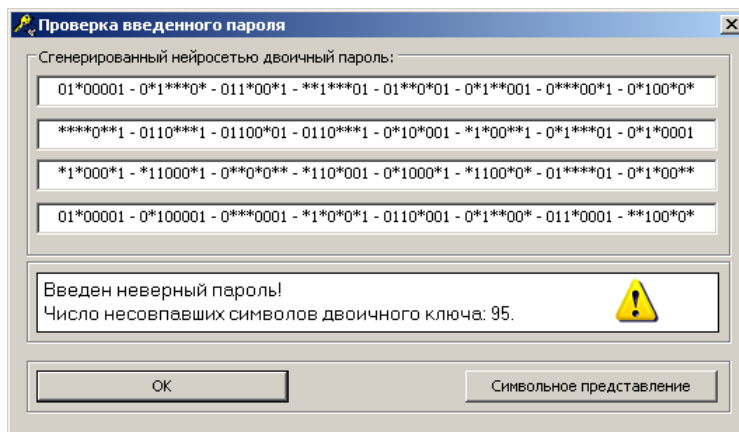 Проверка введенного пароля
Сгенерированный нейросетью двоичный пароль:
01*00001 - 0*1***0* - 011*00*1 - **1***01 - 01**0*01 - 0*1**001 - 0***00*1 - 0*100*0*
****0**1 - 0110***1 - 01100*01 - 0110***1 - 0*10*001 - *1*00**1 - 0*1***01 - 0*1*0001
*1*000*1 - *11000*1 - 0**0*0** - *110*001 - 0*1000*1 - *1100*0* - 01****01 - 0*1*00**
01*00001 - 0*100001 - 0***0001 - *1*0*0*1 - 0110*001 - 0*1**00* - 011*0001 - **100*0*
Введен неверный пароль!
Число несовпавших символов двоичного ключа: 95.
OK
Символьное представление